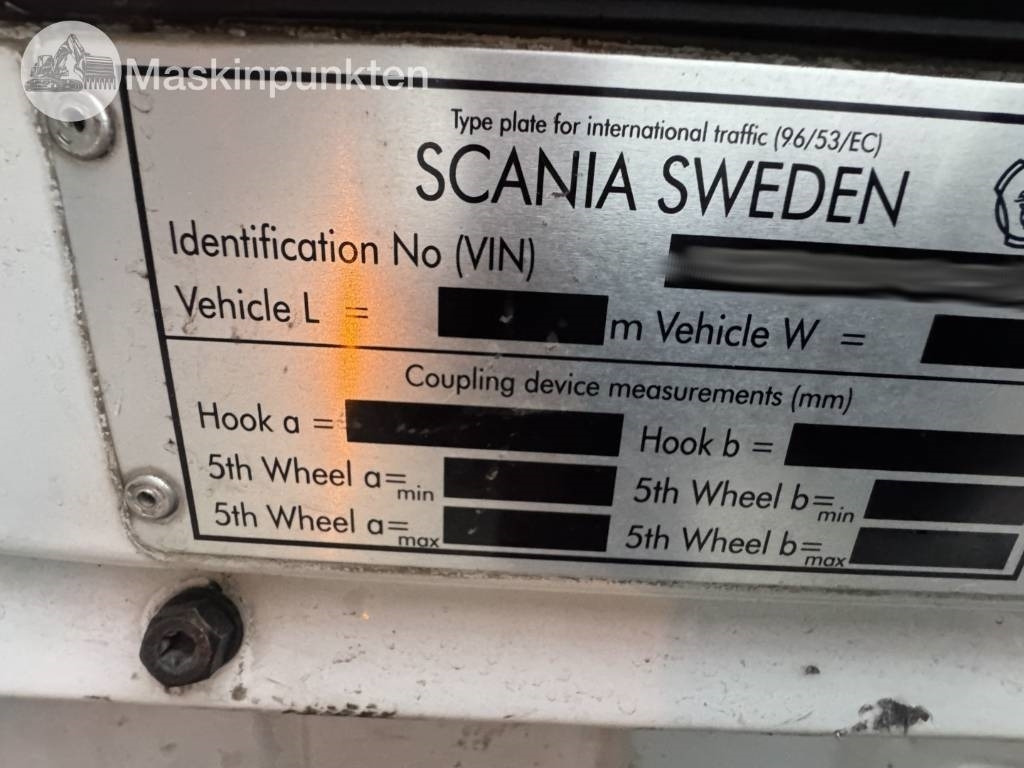 Maskinpunkten
Type plate for international traffic (96/53/EC)
SCANIA SWEDEN
Identification No (VIN)
Vehicle L = m Vehicle W =
Coupling device measurements (mm)
Hook a = Hook b =
5th Wheel a=min 5th Wheel b=min
5th Wheel a=max 5th Wheel b=max